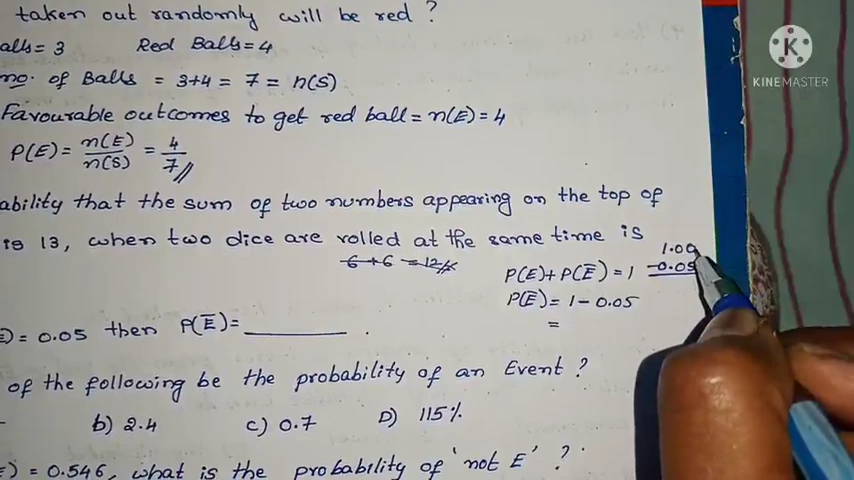 taken out randomly will be red ?
alls = 3 Red Balls = 4
no. of Balls = 3+4 = 7 = n(S)
Favourable outcomes to get red ball = n(E) = 4
P(E) = n(E)/n(S) = 4/7 //
ability that the sum of two numbers appearing on the top of
is 13, when two dice are rolled at the same time is
6 + 6 = 12
1.00
- 0.05
P(E) + P(E̅) = 1
P(E̅) = 1 - 0.05
=
) = 0.05 then P(E̅) = ________ .
of the following be the probability of an Event ?
b) 2.4 c) 0.7 D) 115%
) = 0.546, what is the probability of 'not E' ?
K
KINEMASTER